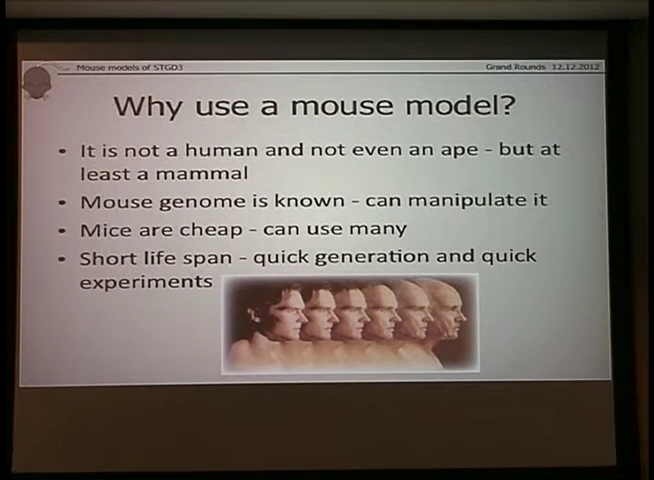 Mouse models of STGD3
Grand Rounds 12.12.2012
Why use a mouse model?
• It is not a human and not even an ape - but at
least a mammal
• Mouse genome is known - can manipulate it
• Mice are cheap - can use many
• Short life span - quick generation and quick
experiments